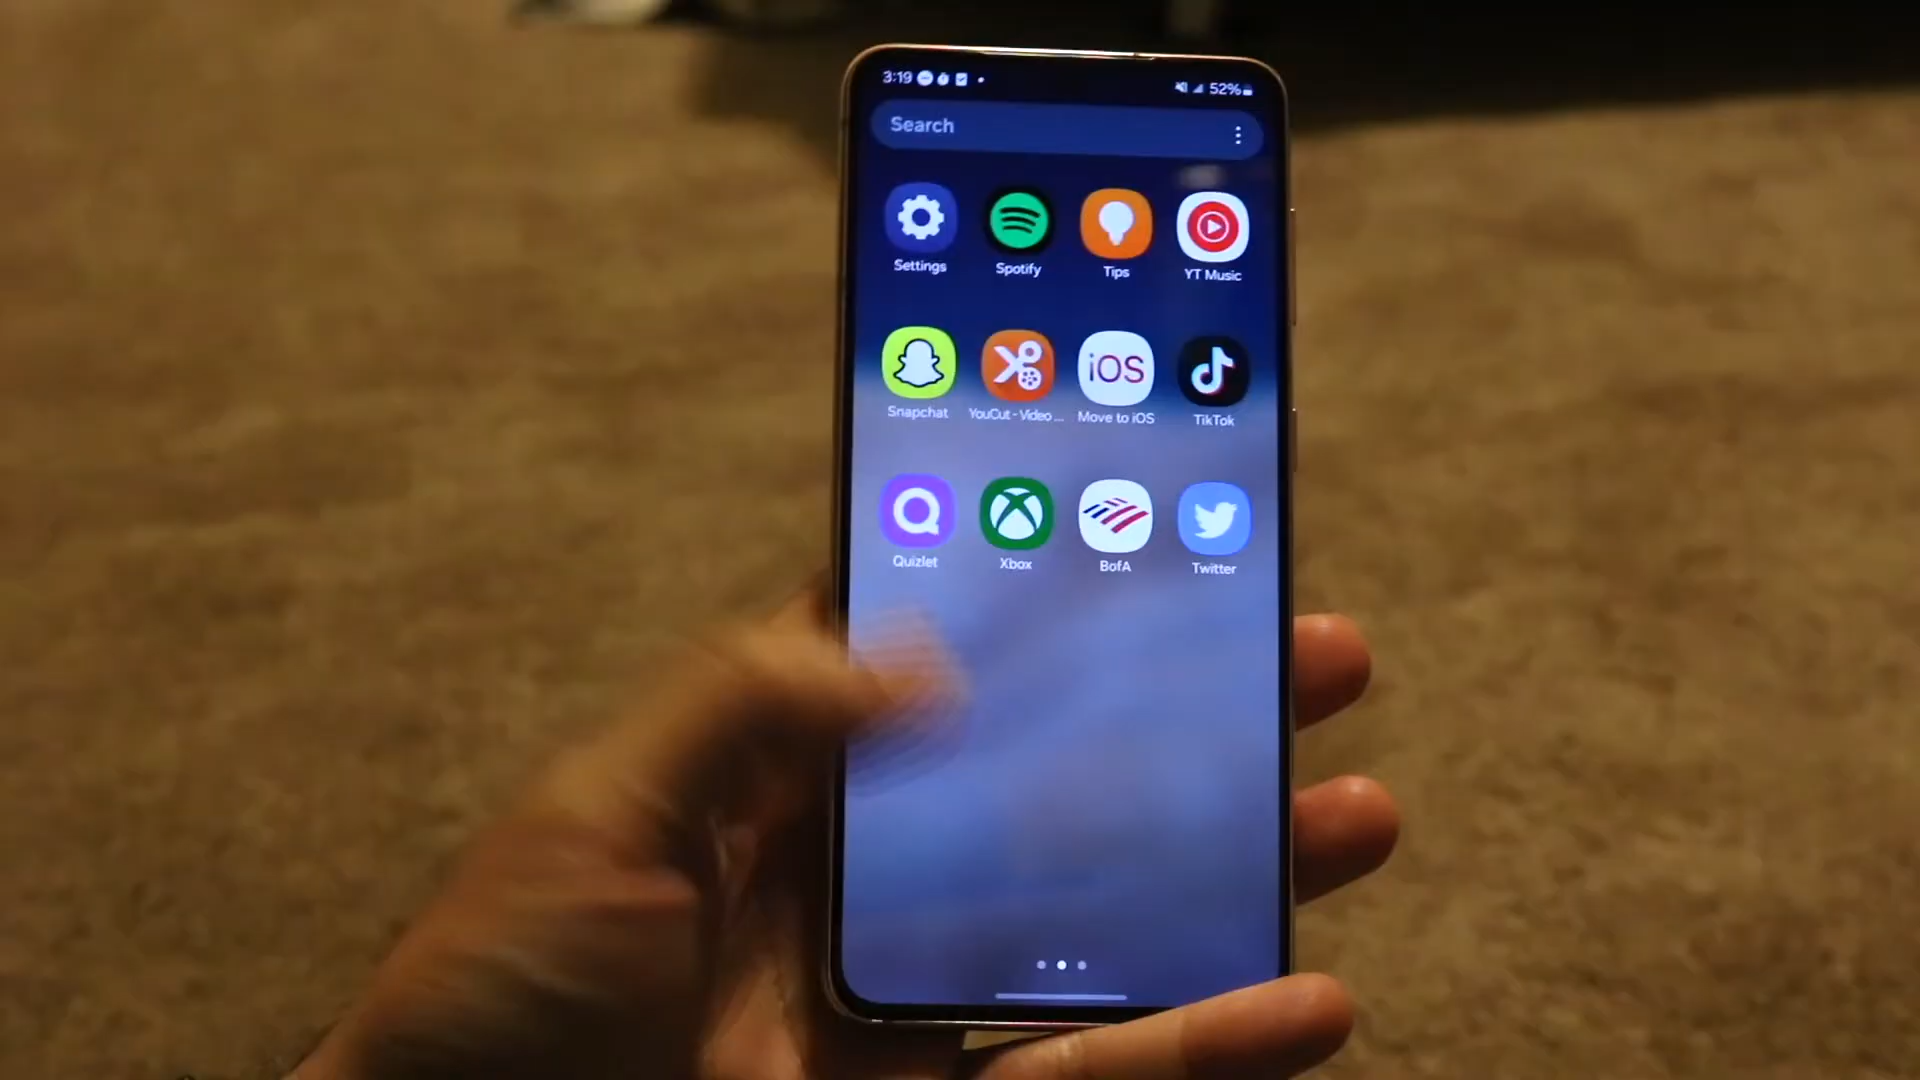 3:19 52%
Search
Settings Spotify Tips YT Music
iOS
Snapchat YouCut - Video ... Move to iOS TikTok
Quizlet Xbox BofA Twitter